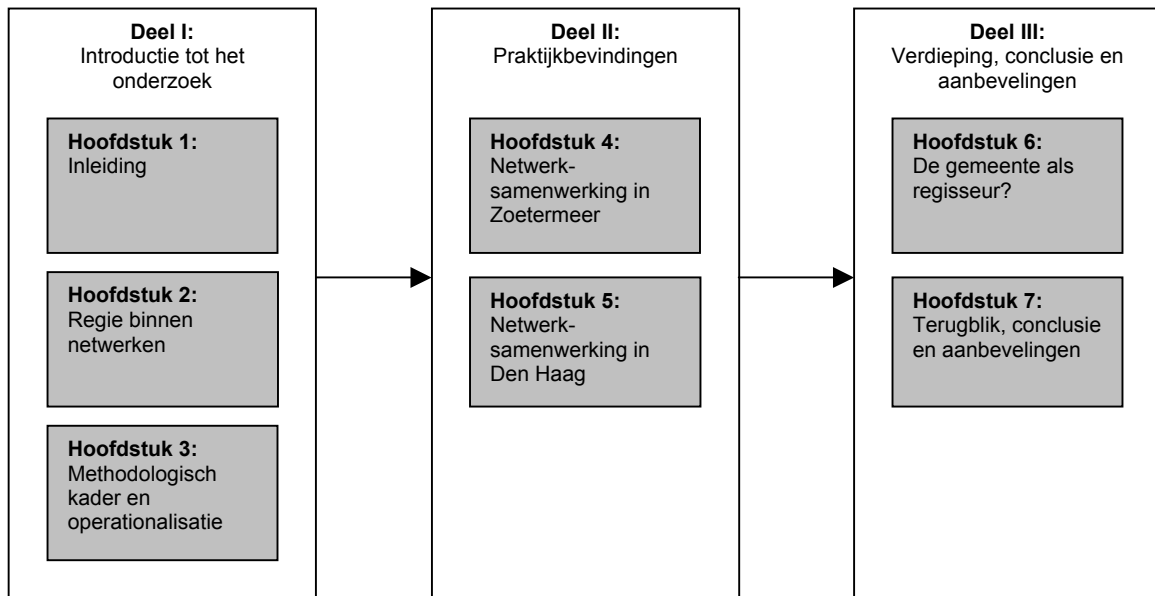 Deel I:
Introductie tot het
onderzoek
Hoofdstuk 1:
Inleiding
Hoofdstuk 2:
Regie binnen
netwerken
Hoofdstuk 3:
Methodologisch
kader en
operationalisatie
Deel II:
Praktijkbevindingen
Hoofdstuk 4:
Netwerk-
samenwerking in
Zoetermeer
Hoofdstuk 5:
Netwerk-
samenwerking in
Den Haag
Deel III:
Verdieping, conclusie en
aanbevelingen
Hoofdstuk 6:
De gemeente als
regisseur?
Hoofdstuk 7:
Terugblik, conclusie
en aanbevelingen